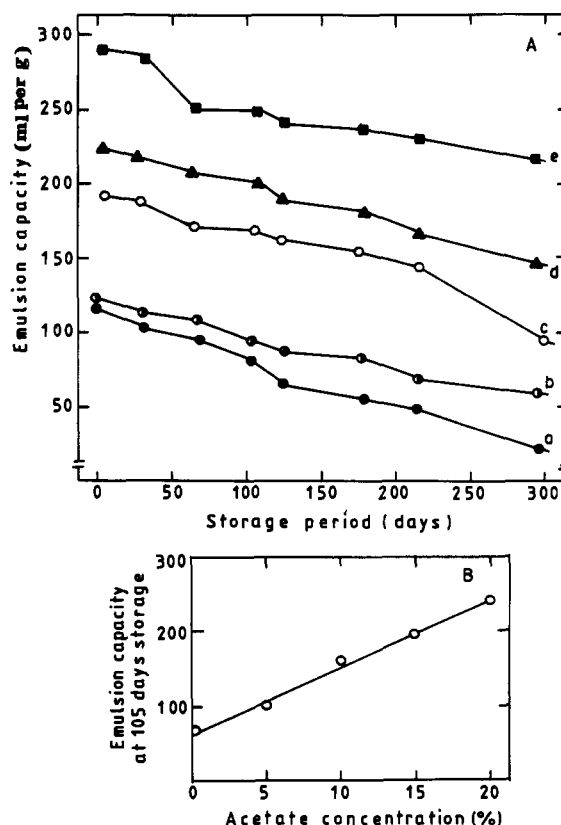 A
300
250
200
150
100
50
Emulsion capacity (ml per g)
e
d
c
b
a
0 50 100 150 200 250 300
Storage period (days)
B
300
200
100
Emulsion capacity
at 105 days storage
0 5 10 15 20
Acetate concentration (%)